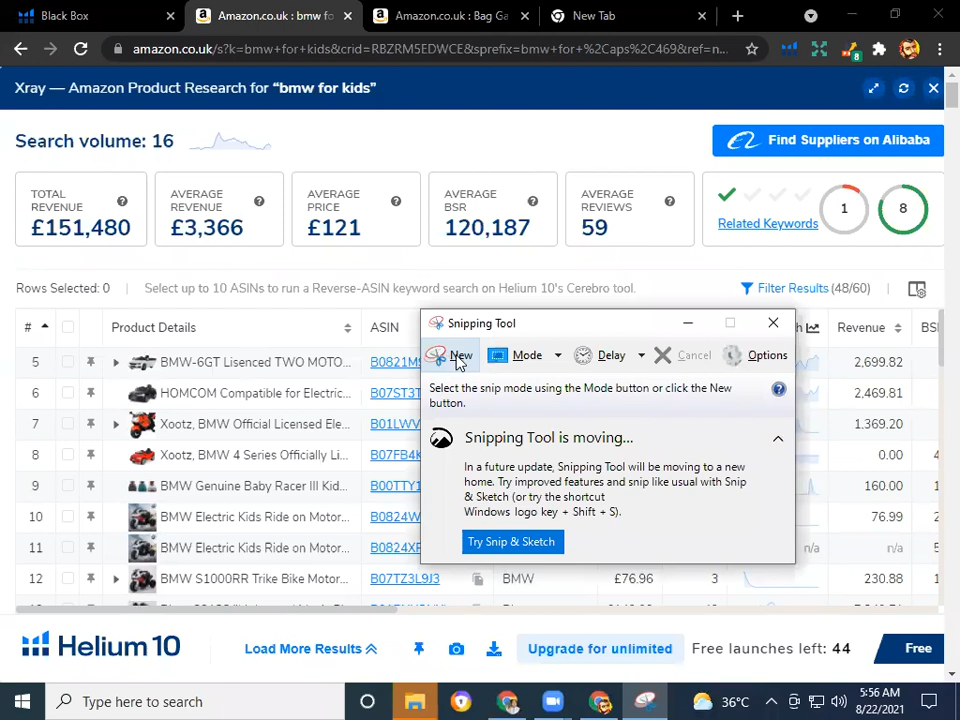 Black Box
Amazon.co.uk : bmw for
Amazon.co.uk : Bag Ga
New Tab
amazon.co.uk/s?k=bmw+for+kids&crid=RBZRM5EDWCE&sprefix=bmw+for+%2Caps%2C469&ref=n...
8
Xray — Amazon Product Research for “bmw for kids”
Search volume: 16
Find Suppliers on Alibaba
TOTAL REVENUE
£151,480
AVERAGE REVENUE
£3,366
AVERAGE PRICE
£121
AVERAGE BSR
120,187
AVERAGE REVIEWS
59
Related Keywords
1
8
Rows Selected: 0
Select up to 10 ASINs to run a Reverse-ASIN keyword search on Helium 10's Cerebro tool.
Filter Results (48/60)
# Product Details ASIN Revenue
5 BMW-6GT Lisenced TWO MOTO... 2,699.82
6 HOMCOM Compatible for Electric... B07ST3 2,469.81
7 Xootz, BMW Official Licensed Ele... 1,369.20
8 Xootz, BMW 4 Series Officially Li... B07FB4 0.00
9 BMW Genuine Baby Racer III Kid... B00TTY 160.00
10 BMW Electric Kids Ride on Motor... 76.99
11 BMW Electric Kids Ride on Motor... n/a n/a
12 BMW S1000RR Trike Bike Motor... B07TZ3L9J3 BMW £76.96 3 230.88
Snipping Tool
New Mode Delay Cancel Options
Select the snip mode using the Mode button or click the New
button.
Snipping Tool is moving...
In a future update, Snipping Tool will be moving to a new
home. Try improved features and snip like usual with Snip
& Sketch (or try the shortcut
Windows logo key + Shift + S).
Try Snip & Sketch
Helium 10
Load More Results
Upgrade for unlimited
Free launches left: 44
Free
Type here to search
36°C
5:56 AM
8/22/2021